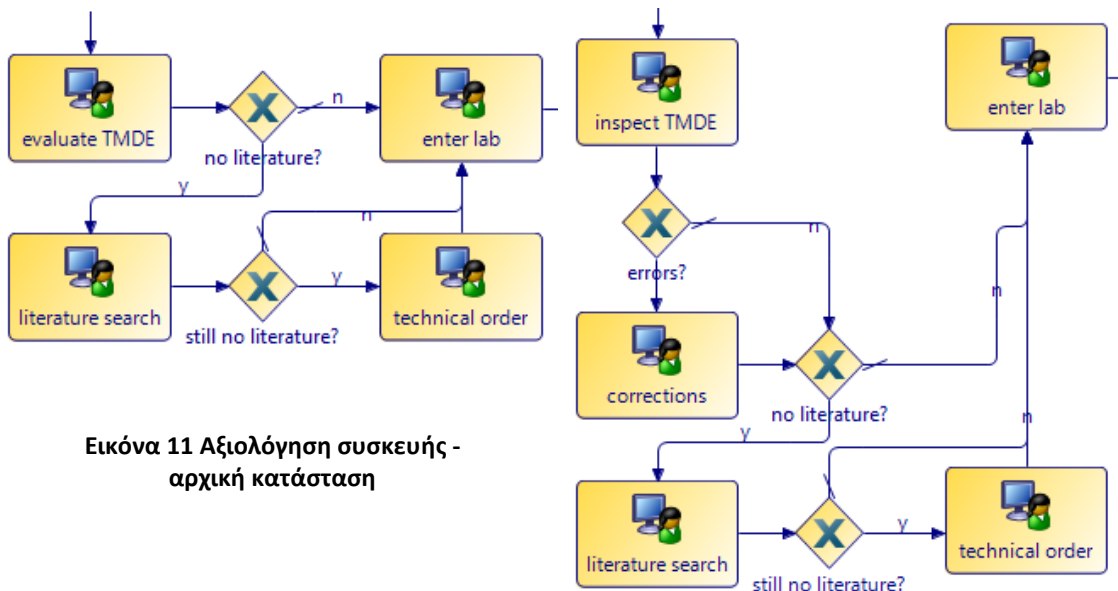 evaluate TMDE
n
enter lab
no literature?
y
n
literature search
y
technical order
still no literature?
Εικόνα 11 Αξιολόγηση συσκευής -
αρχική κατάσταση
inspect TMDE
enter lab
n
errors?
n
corrections
no literature?
n
y
literature search
y
technical order
still no literature?